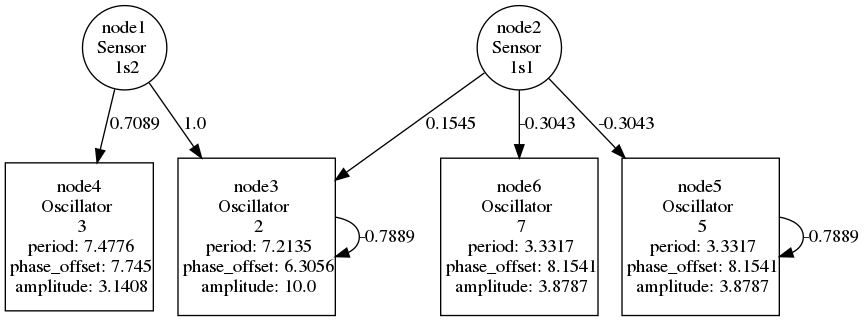 node1
Sensor
1s2
node2
Sensor
1s1
0.7089
1.0
0.1545
-0.3043
-0.3043
node4
Oscillator
3
period: 7.4776
phase_offset: 7.745
amplitude: 3.1408
node3
Oscillator
2
period: 7.2135
phase_offset: 6.3056
amplitude: 10.0
-0.7889
node6
Oscillator
7
period: 3.3317
phase_offset: 8.1541
amplitude: 3.8787
node5
Oscillator
5
period: 3.3317
phase_offset: 8.1541
amplitude: 3.8787
-0.7889